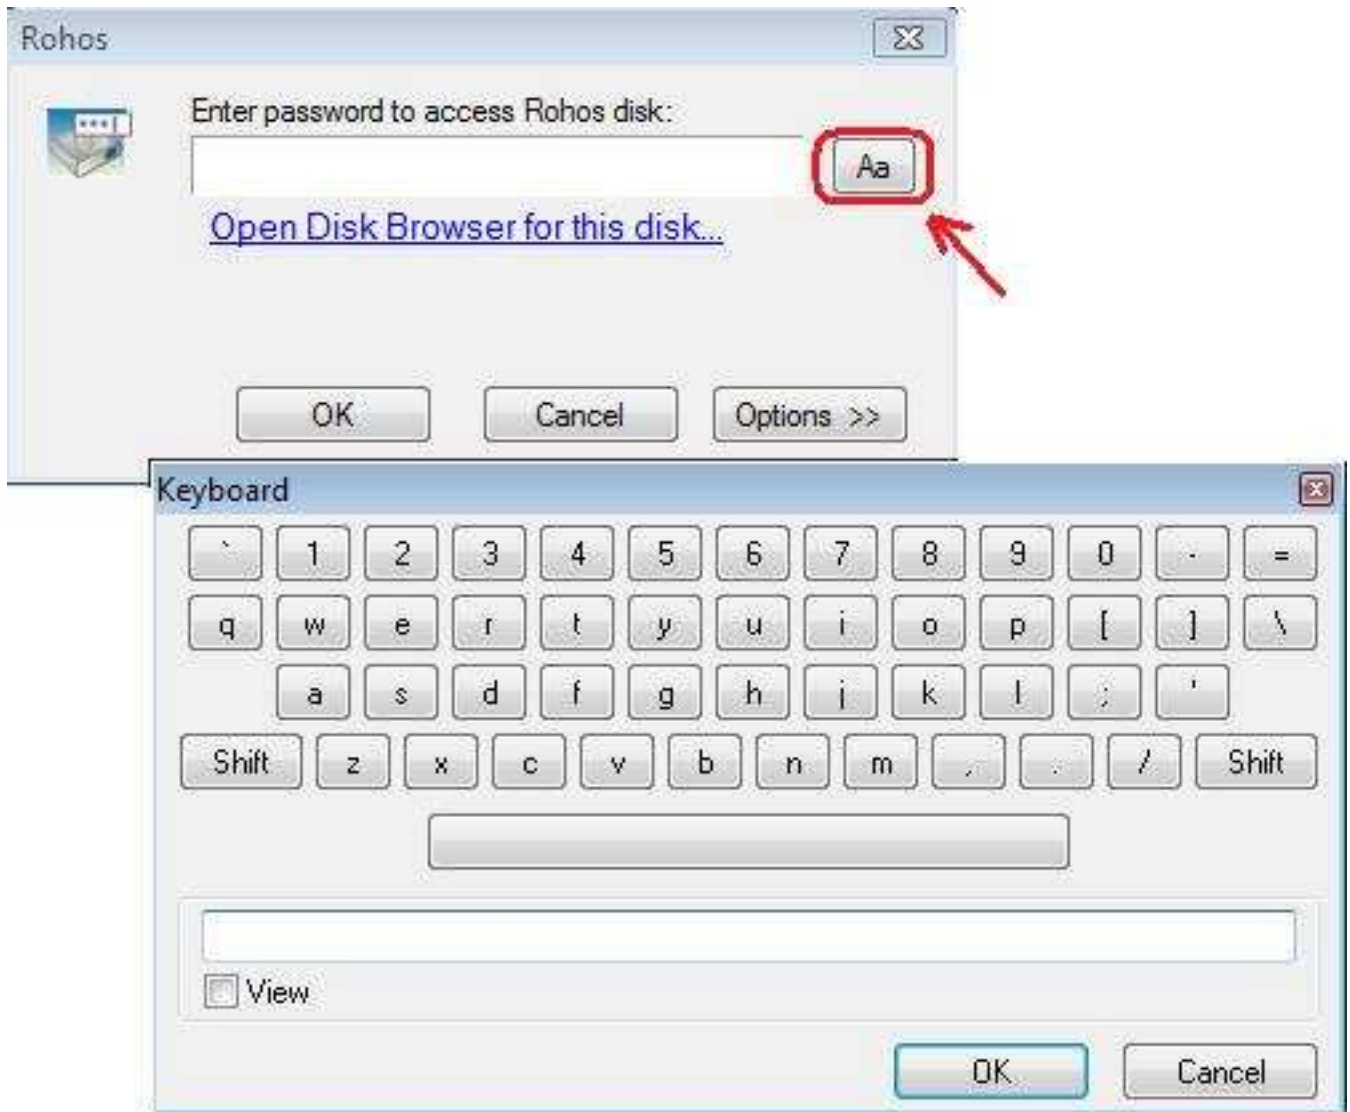 Rohos
Enter password to access Rohos disk:
Aa
Open Disk Browser for this disk...
OK Cancel Options >>
Keyboard
` 1 2 3 4 5 6 7 8 9 0 - =
q w e r t y u i o p [ ] \
a s d f g h j k l ; '
Shift z x c v b n m , . / Shift
View
OK Cancel